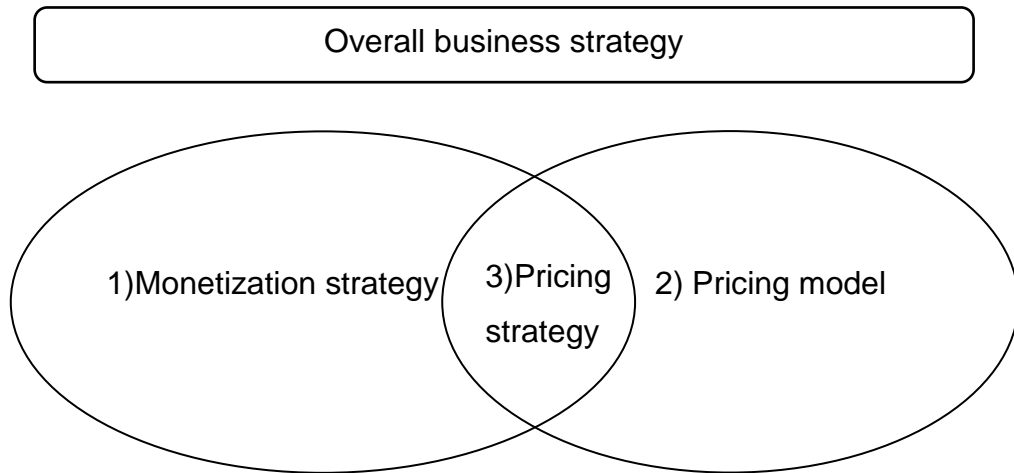 Overall business strategy
1)Monetization strategy
3)Pricing
strategy
2) Pricing model